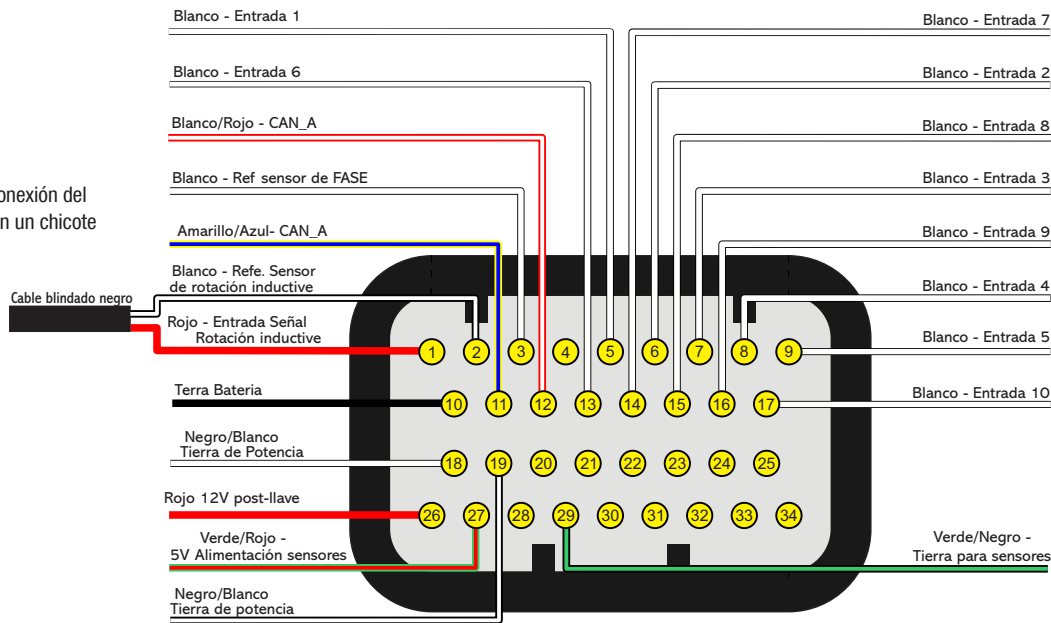 Blanco - Entrada 1
Blanco - Entrada 6
Blanco/Rojo - CAN_A
Blanco - Ref sensor de FASE
onexión del
n un chicote
Amarillo/Azul- CAN_A
Blanco - Refe. Sensor
de rotación inductive
Cable blindado negro
Rojo - Entrada Señal
Rotación inductive
Terra Bateria
Negro/Blanco
Tierra de Potencia
Rojo 12V post-llave
Verde/Rojo -
5V Alimentación sensores
Negro/Blanco
Tierra de potencia
Blanco - Entrada 7
Blanco - Entrada 2
Blanco - Entrada 8
Blanco - Entrada 3
Blanco - Entrada 9
Blanco - Entrada 4
Blanco - Entrada 5
Blanco - Entrada 10
Verde/Negro -
Tierra para sensores
1 2 3 4 5 6 7 8 9
10 11 12 13 14 15 16 17
18 19 20 21 22 23 24 25
26 27 28 29 30 31 32 33 34